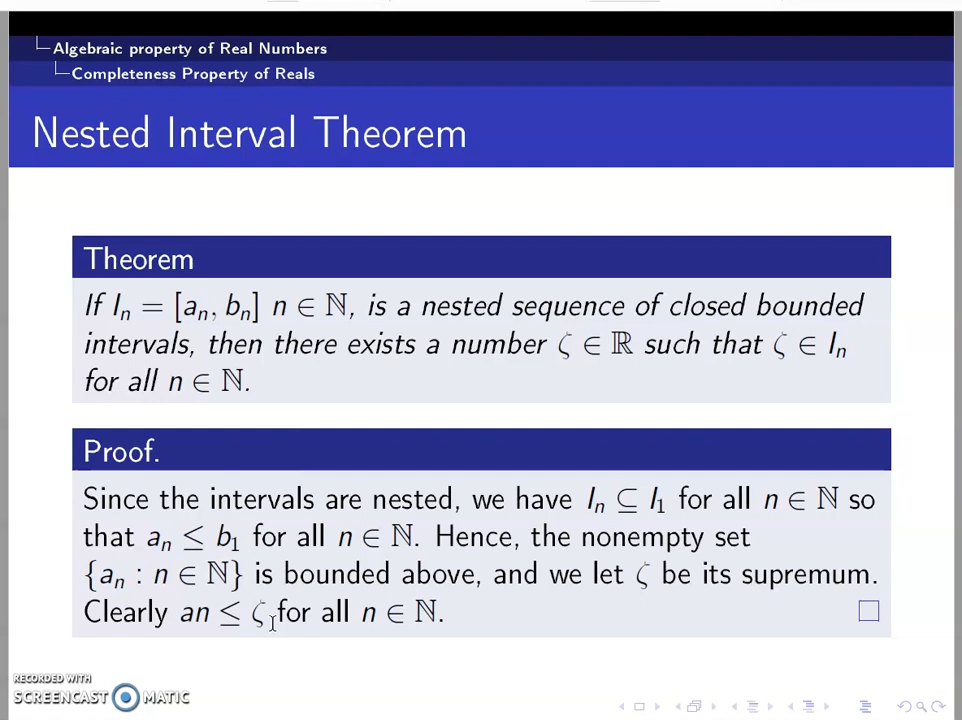 Algebraic property of Real Numbers
Completeness Property of Reals
Nested Interval Theorem
Theorem
If Iₙ = [aₙ, bₙ] n ∈ ℕ, is a nested sequence of closed bounded
intervals, then there exists a number ζ ∈ ℝ such that ζ ∈ Iₙ
for all n ∈ ℕ.
Proof.
Since the intervals are nested, we have Iₙ ⊆ I₁ for all n ∈ ℕ so
that aₙ ≤ b₁ for all n ∈ ℕ. Hence, the nonempty set
{aₙ : n ∈ ℕ} is bounded above, and we let ζ be its supremum.
Clearly an ≤ ζ for all n ∈ ℕ. □
RECORDED WITH
SCREENCAST MATIC